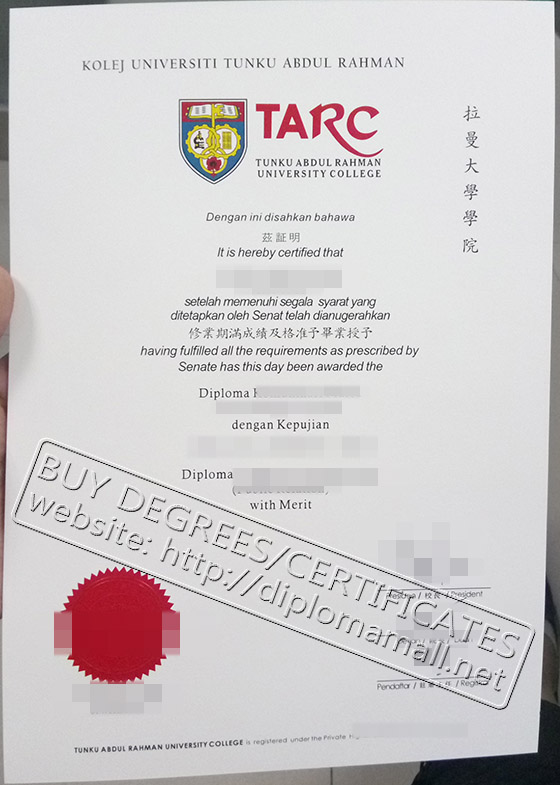 KOLEJ UNIVERSITI TUNKU ABDUL RAHMAN
TARC
TUNKU ABDUL RAHMAN
UNIVERSITY COLLEGE
拉曼大學學院
Dengan ini disahkan bahawa
茲証明
It is hereby certified that
setelah memenuhi segala syarat yang
ditetapkan oleh Senat telah dianugerahkan
修業期滿成績及格准予畢業授予
having fulfilled all the requirements as prescribed by
Senate has this day been awarded the
Diploma
dengan Kepujian
Diploma
with Merit
BUY DEGREES/CERTIFICATES
website: http://diplomamall.net
/ 校長 / President
Pendaftar /
TUNKU ABDUL RAHMAN UNIVERSITY COLLEGE is registered under the Private